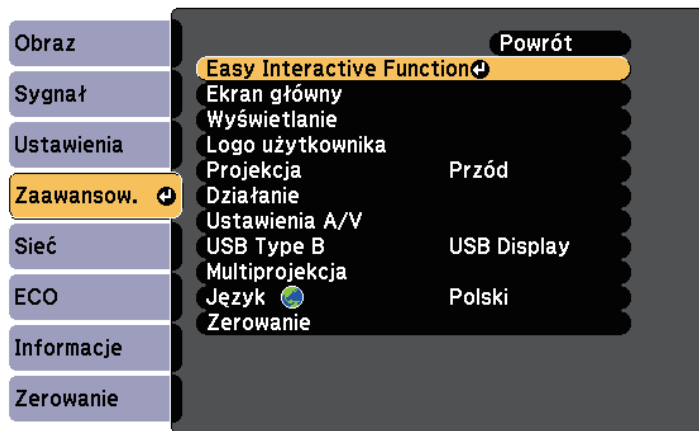 Obraz
Sygnał
Ustawienia
Zaawansow.
Sieć
ECO
Informacje
Zerowanie
Powrót
Easy Interactive Function
Ekran główny
Wyświetlanie
Logo użytkownika
Projekcja Przód
Działanie
Ustawienia A/V
USB Type B USB Display
Multiprojekcja
Język Polski
Zerowanie